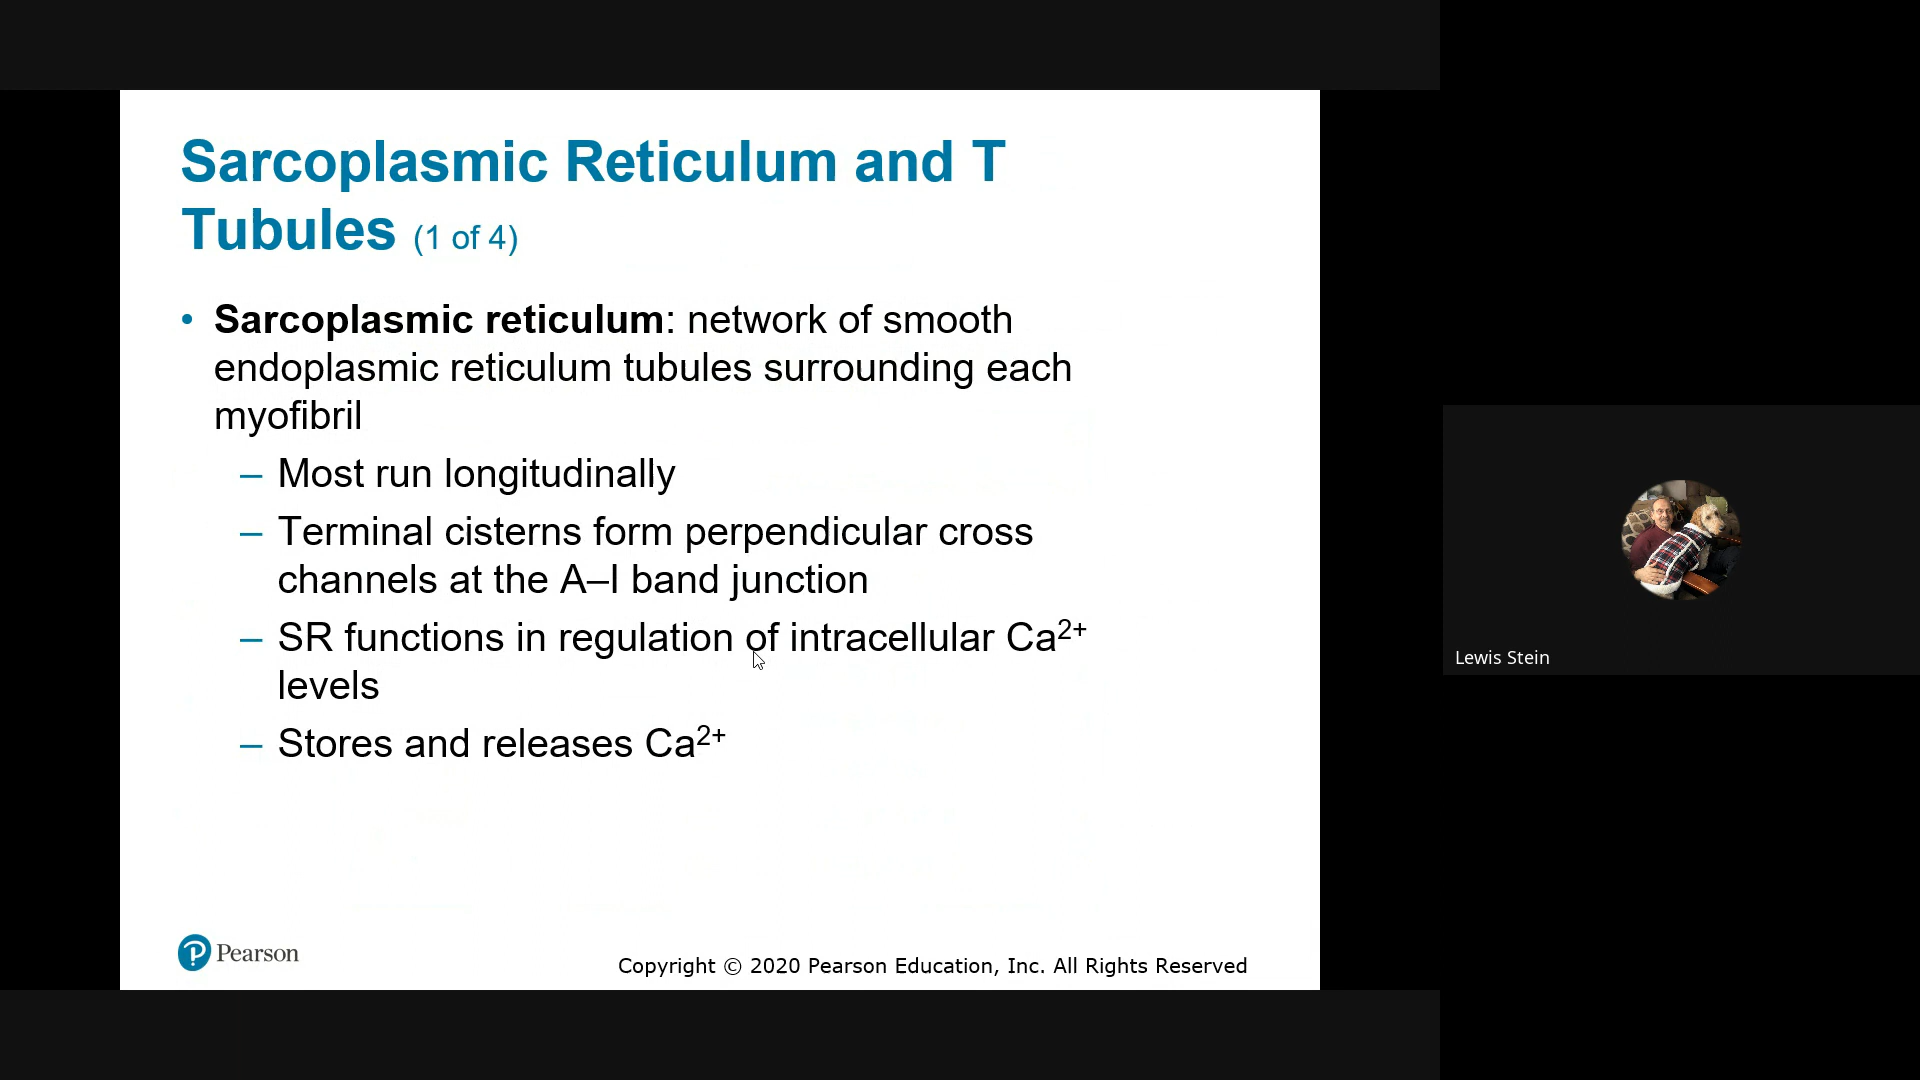 Sarcoplasmic Reticulum and T
Tubules (1 of 4)
• Sarcoplasmic reticulum: network of smooth
endoplasmic reticulum tubules surrounding each
myofibril
– Most run longitudinally
– Terminal cisterns form perpendicular cross
channels at the A–I band junction
– SR functions in regulation of intracellular Ca²⁺
levels
– Stores and releases Ca²⁺
Pearson
Copyright © 2020 Pearson Education, Inc. All Rights Reserved
Lewis Stein